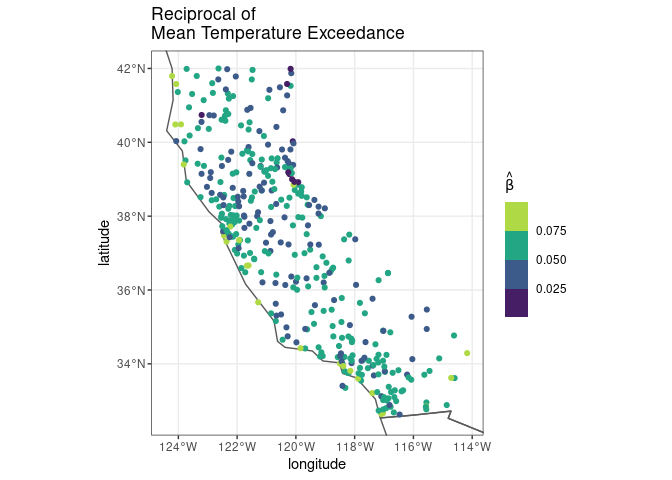 Reciprocal of
Mean Temperature Exceedance
42°N
40°N
38°N
36°N
34°N
latitude
124°W 122°W 120°W 118°W 116°W 114°W
longitude
β̂
0.075
0.050
0.025